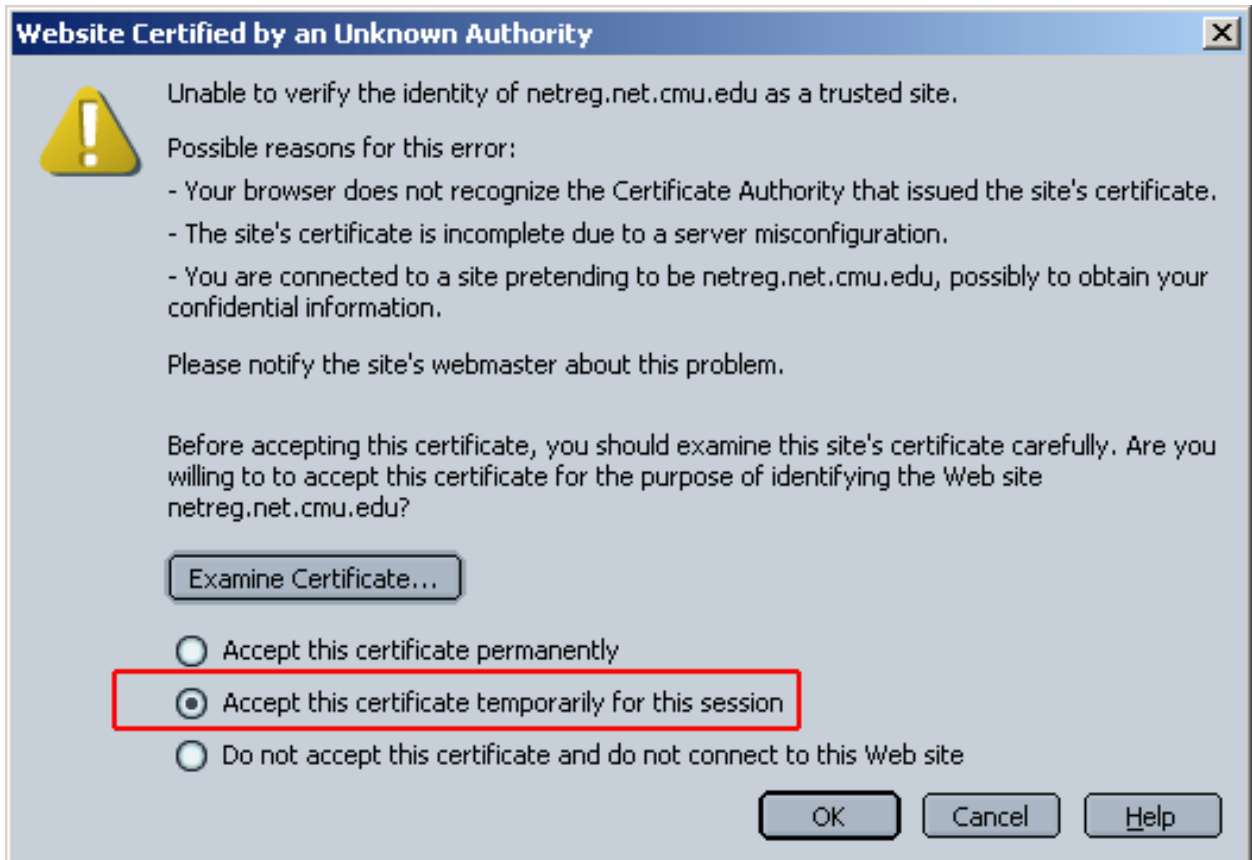 Website Certified by an Unknown Authority
Unable to verify the identity of netreg.net.cmu.edu as a trusted site.
Possible reasons for this error:
- Your browser does not recognize the Certificate Authority that issued the site's certificate.
- The site's certificate is incomplete due to a server misconfiguration.
- You are connected to a site pretending to be netreg.net.cmu.edu, possibly to obtain your
confidential information.
Please notify the site's webmaster about this problem.
Before accepting this certificate, you should examine this site's certificate carefully. Are you
willing to to accept this certificate for the purpose of identifying the Web site
netreg.net.cmu.edu?
Examine Certificate...
Accept this certificate permanently
Accept this certificate temporarily for this session
Do not accept this certificate and do not connect to this Web site
OK Cancel Help